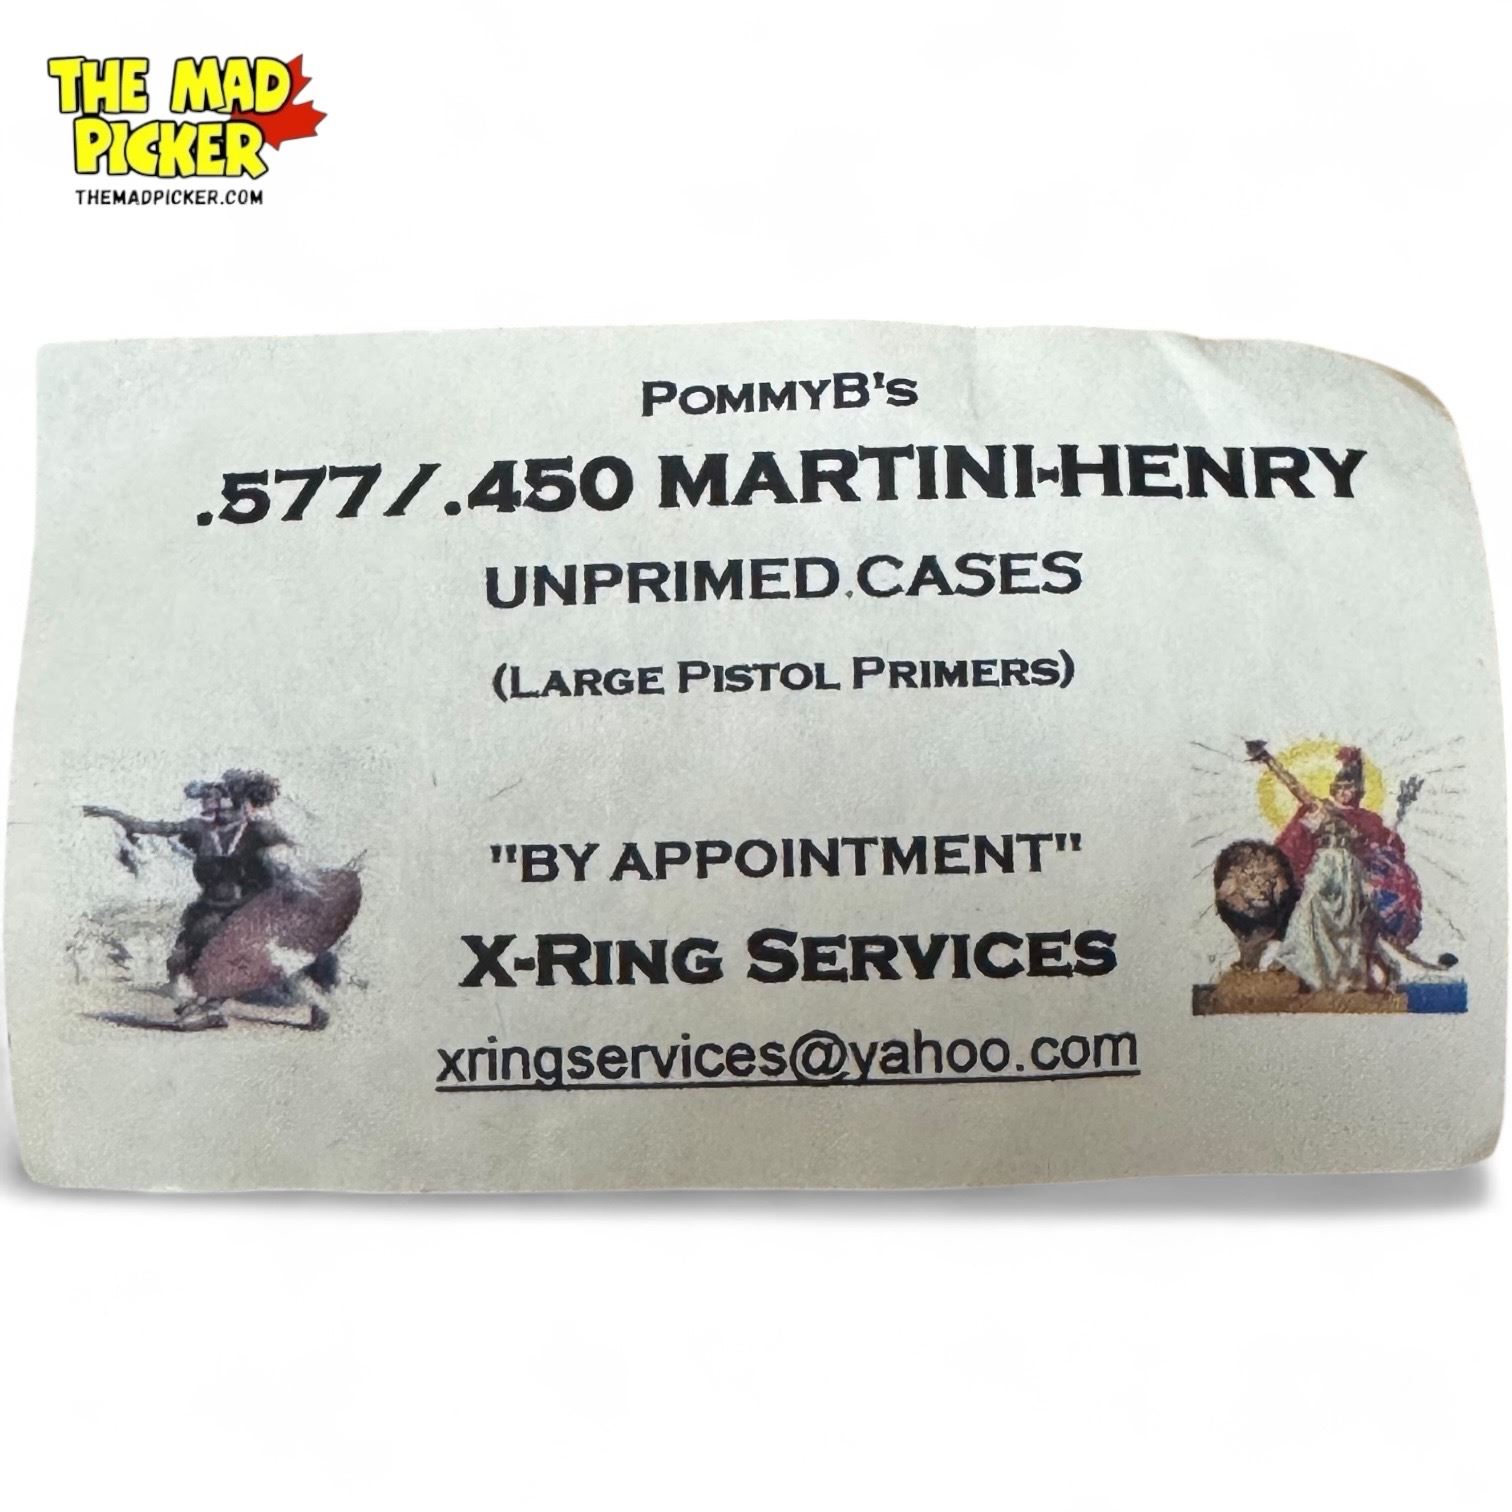 THE MAD
PICKER
THEMADPICKER.COM
POMMYB'S
.577/.450 MARTINI-HENRY
UNPRIMED CASES
(LARGE PISTOL PRIMERS)
"BY APPOINTMENT"
X-RING SERVICES
xringservices@yahoo.com